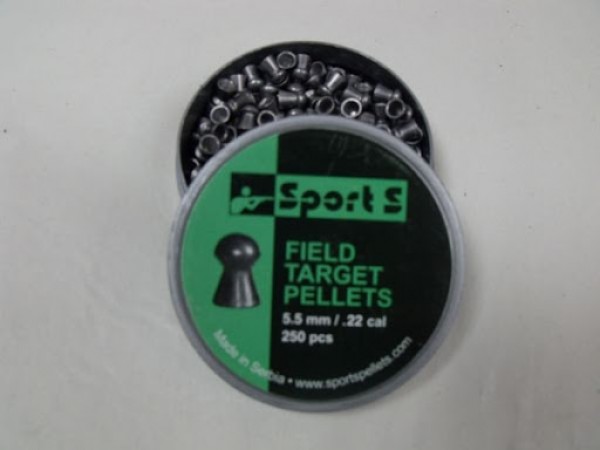 Sport S
FIELD
TARGET
PELLETS
5.5 mm / .22 cal
250 pcs
Made in Serbia • www.sportspellets.com